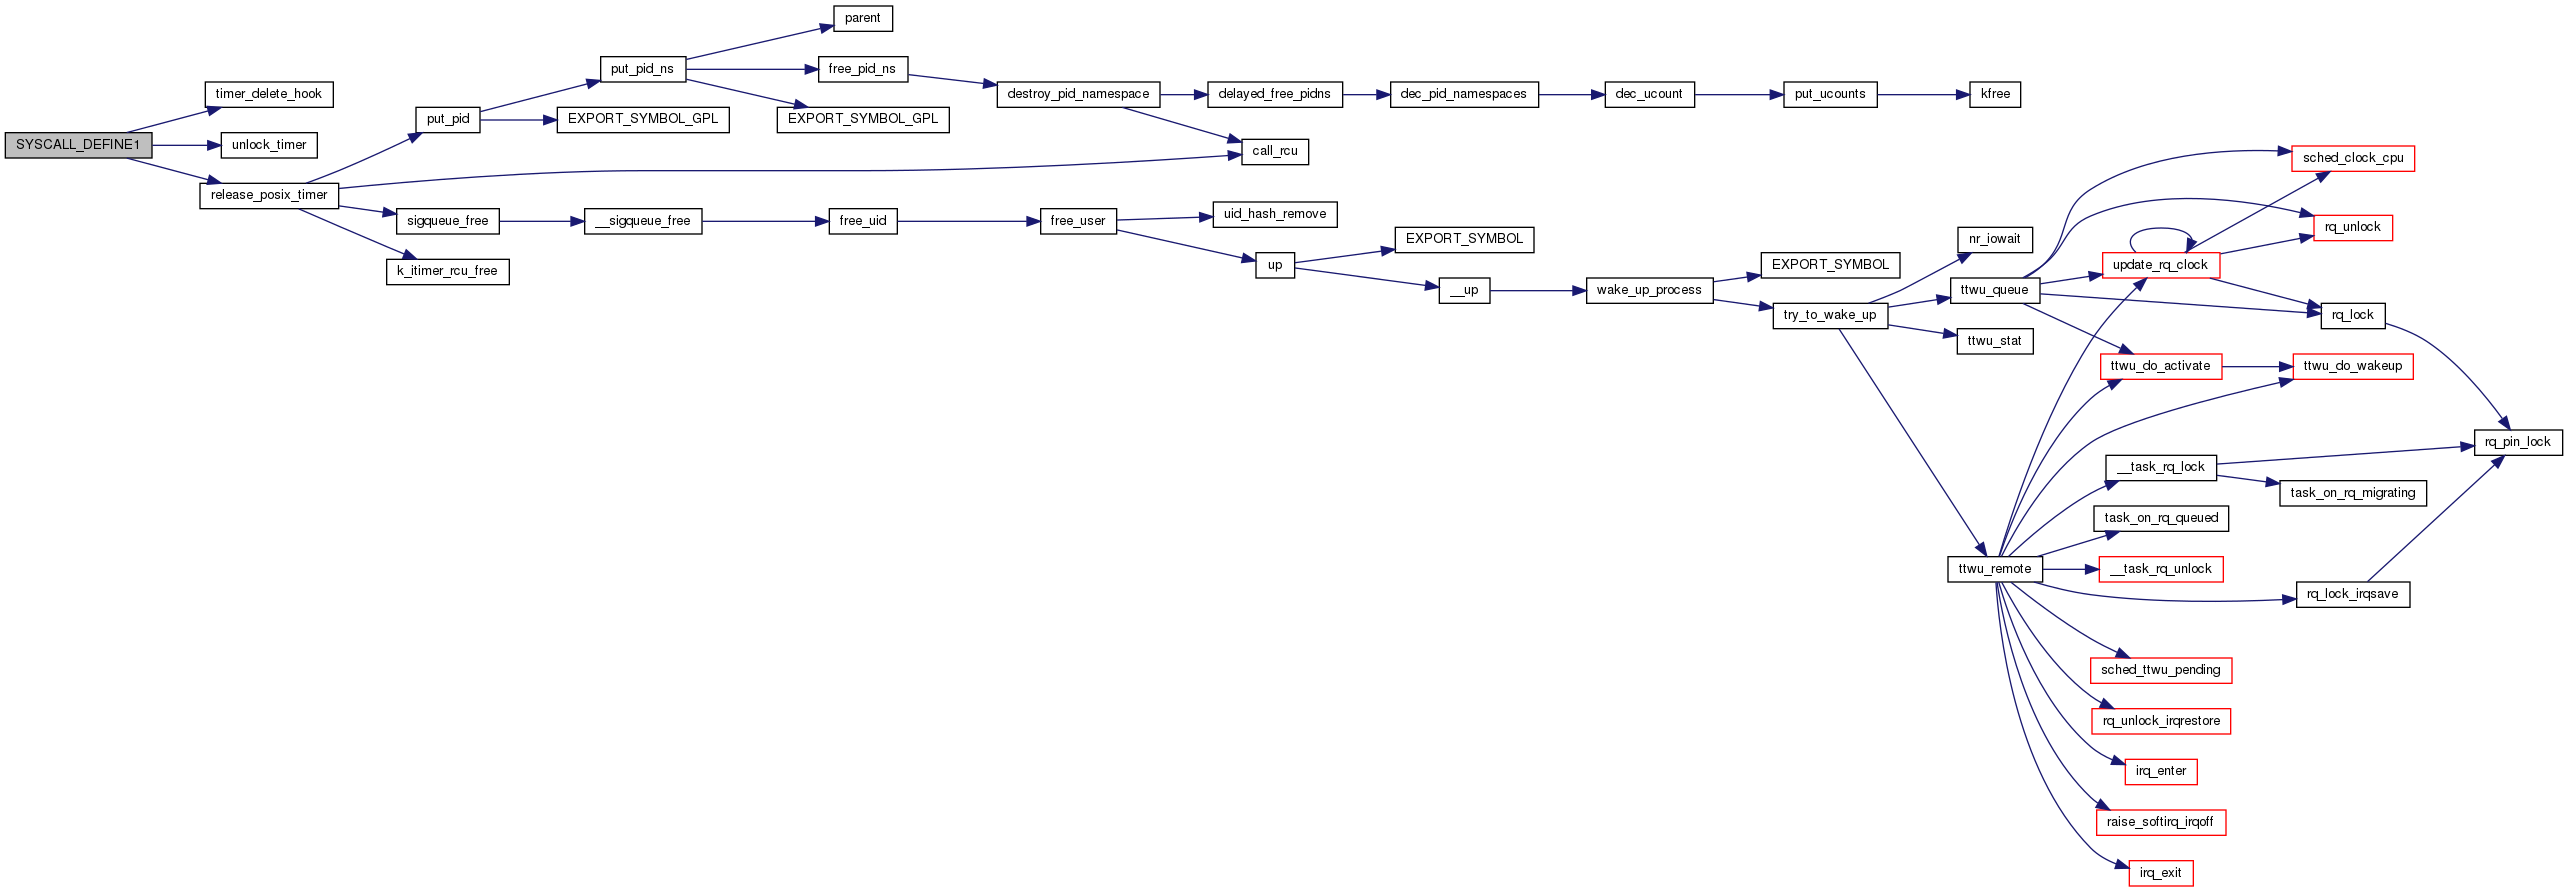 parent
put_pid_ns
free_pid_ns
timer_delete_hook
destroy_pid_namespace
delayed_free_pidns
dec_pid_namespaces
dec_ucount
put_ucounts
kfree
put_pid
EXPORT_SYMBOL_GPL
EXPORT_SYMBOL_GPL
SYSCALL_DEFINE1
unlock_timer
call_rcu
sched_clock_cpu
release_posix_timer
sigqueue_free
__sigqueue_free
free_uid
free_user
uid_hash_remove
rq_unlock
EXPORT_SYMBOL
nr_iowait
k_itimer_rcu_free
up
EXPORT_SYMBOL
update_rq_clock
__up
wake_up_process
ttwu_queue
try_to_wake_up
rq_lock
ttwu_stat
ttwu_do_activate
ttwu_do_wakeup
rq_pin_lock
__task_rq_lock
task_on_rq_migrating
task_on_rq_queued
ttwu_remote
__task_rq_unlock
rq_lock_irqsave
sched_ttwu_pending
rq_unlock_irqrestore
irq_enter
raise_softirq_irqoff
irq_exit